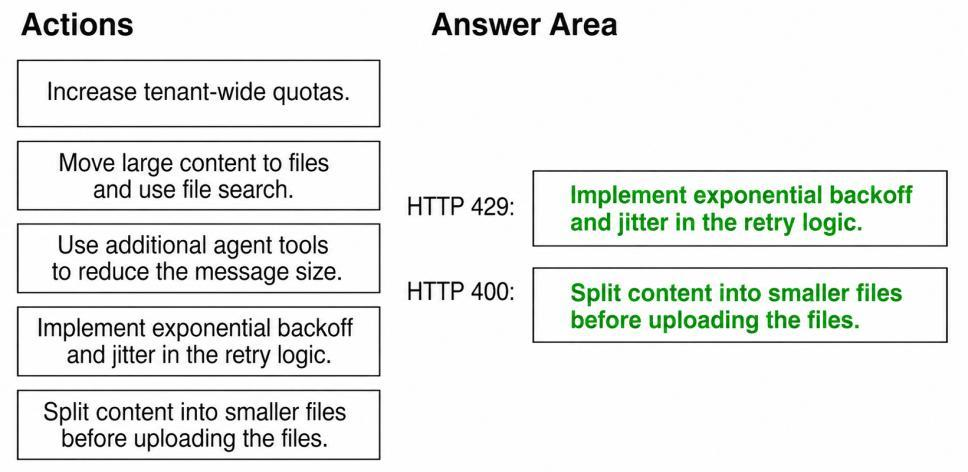 Actions
Answer Area
Increase tenant-wide quotas.
Move large content to files
and use file search.
Use additional agent tools
to reduce the message size.
Implement exponential backoff
and jitter in the retry logic.
Split content into smaller files
before uploading the files.
HTTP 429:
Implement exponential backoff
and jitter in the retry logic.
HTTP 400:
Split content into smaller files
before uploading the files.